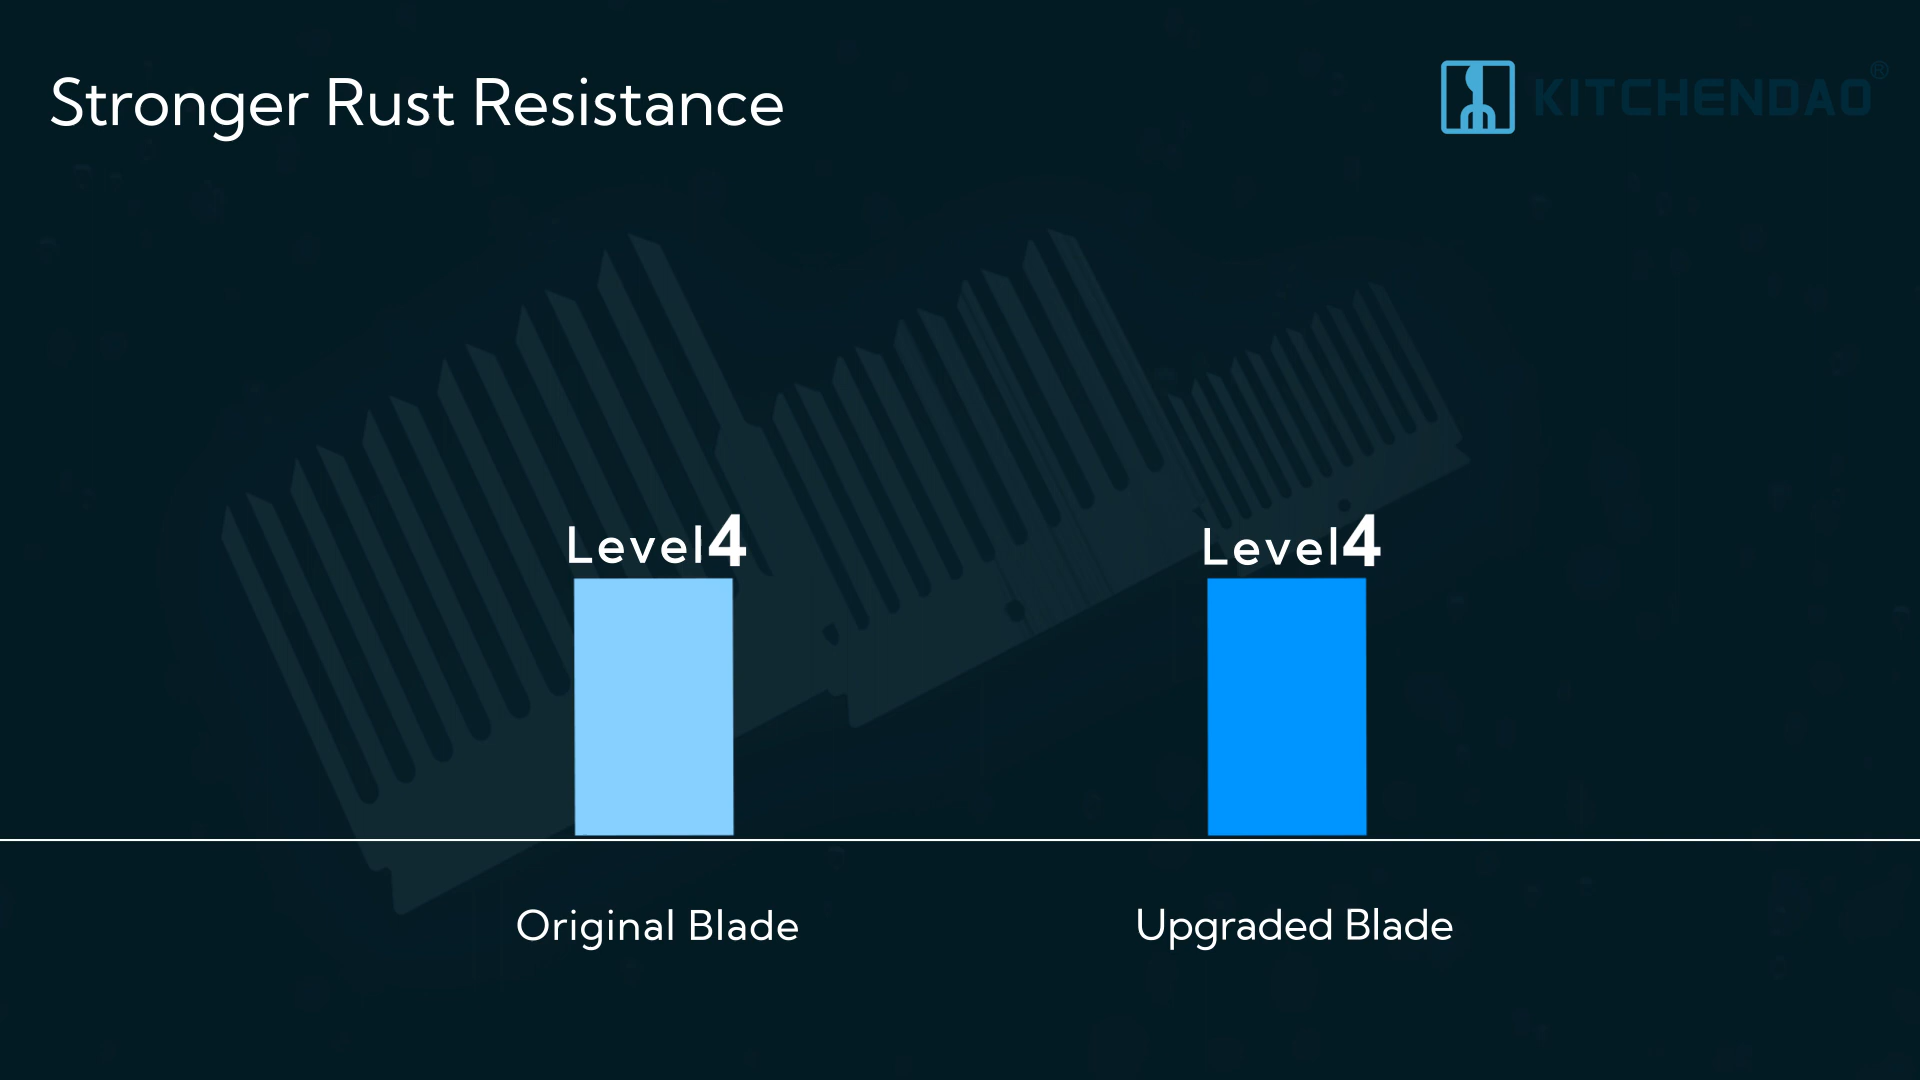 Stronger Rust Resistance
KITCHENDAO®
Level4
Level4
Original Blade
Upgraded Blade